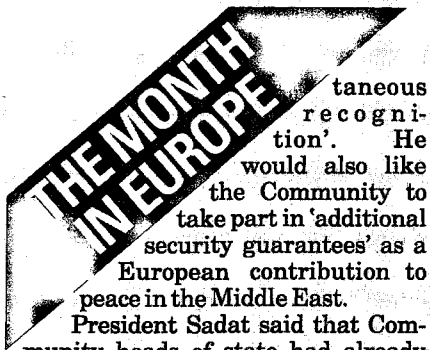 THE MONTH
IN EUROPE
taneous
recogni-
tion'. He
would also like
the Community to
take part in 'additional
security guarantees' as a
European contribution to
peace in the Middle East.
President Sadat said that Com-
munity heads of state had already